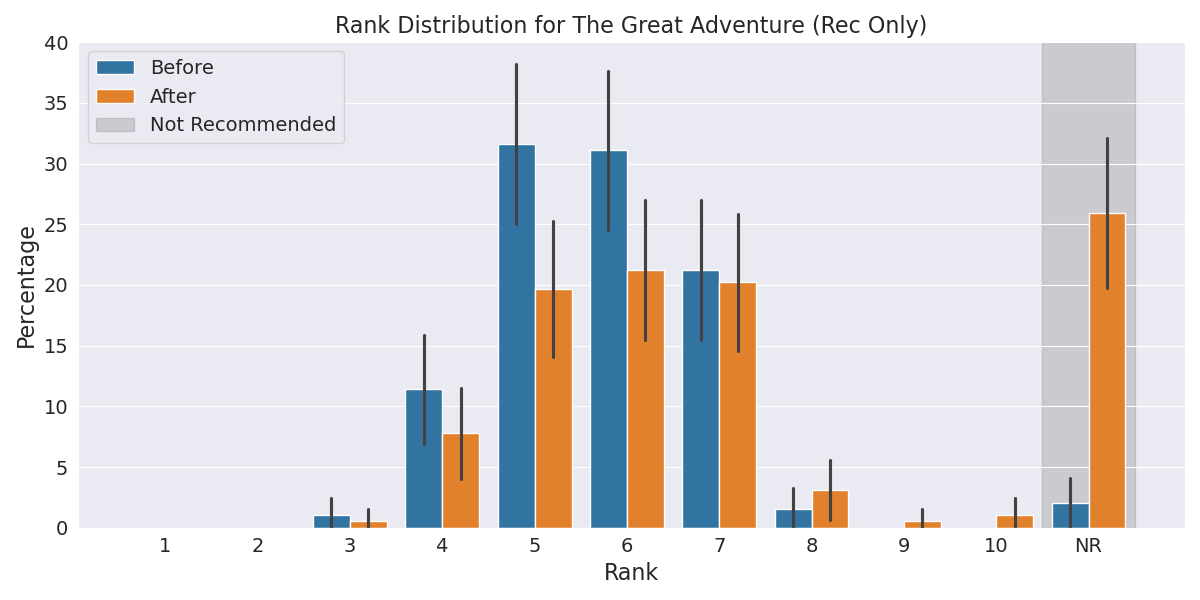 Rank Distribution for The Great Adventure (Rec Only)
Before
After
Not Recommended
Percentage
40
35
30
25
20
15
10
5
0
1 2 3 4 5 6 7 8 9 10 NR
Rank